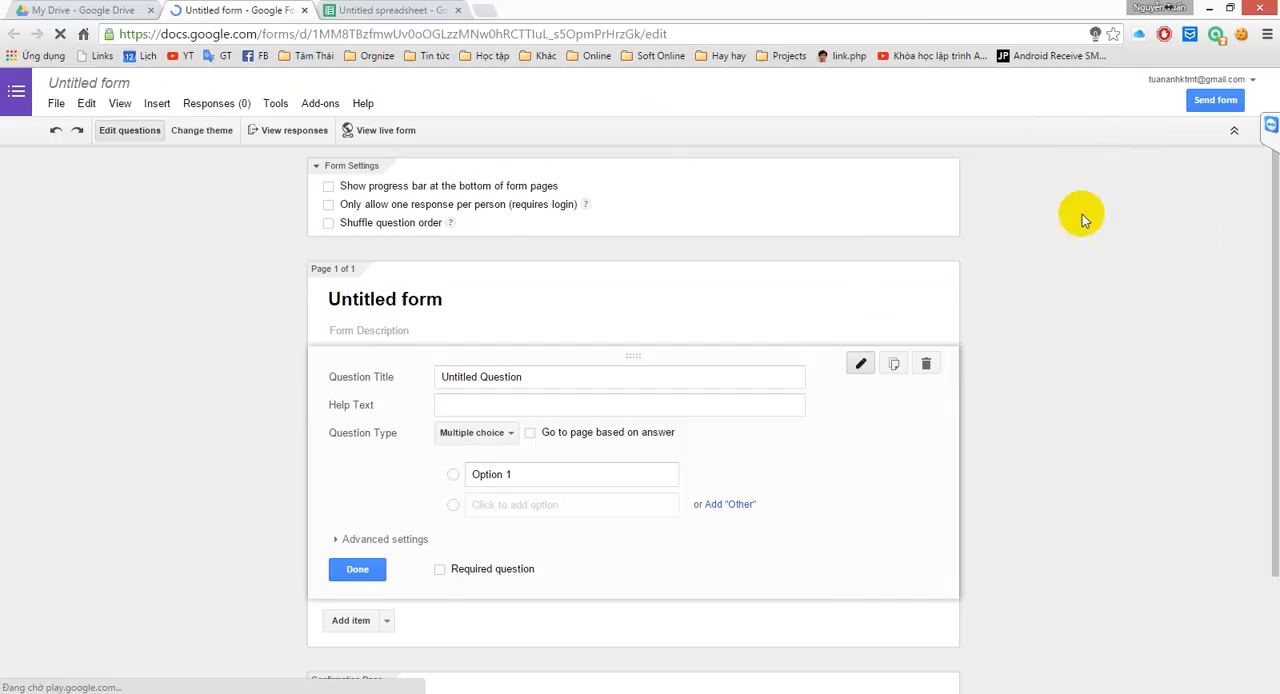 My Drive - Google Drive
Untitled form - Google Fo
Untitled spreadsheet - Go
https://docs.google.com/forms/d/1MM8TBzfmwUv0oOGLzzMNw0hRCTTIuL_s5OpmPrHrzGk/edit
Ứng dụng
Links
12 Lịch
YT
GT
FB
Tâm Thái
Orgnize
Tin tức
Học tập
Khác
Online
Soft Online
Hay hay
Projects
link.php
Khóa học lập trình A...
JP Android Receive SM...
Untitled form
tuananhktmt@gmail.com
File Edit View Insert Responses (0) Tools Add-ons Help
Send form
Edit questions Change theme View responses View live form
Form Settings
Show progress bar at the bottom of form pages
Only allow one response per person (requires login) ?
Shuffle question order ?
Page 1 of 1
Untitled form
Form Description
Question Title Untitled Question
Help Text
Question Type Multiple choice Go to page based on answer
Option 1
Click to add option or Add "Other"
Advanced settings
Done Required question
Add item
Confirmation Page
Đang chờ play.google.com...